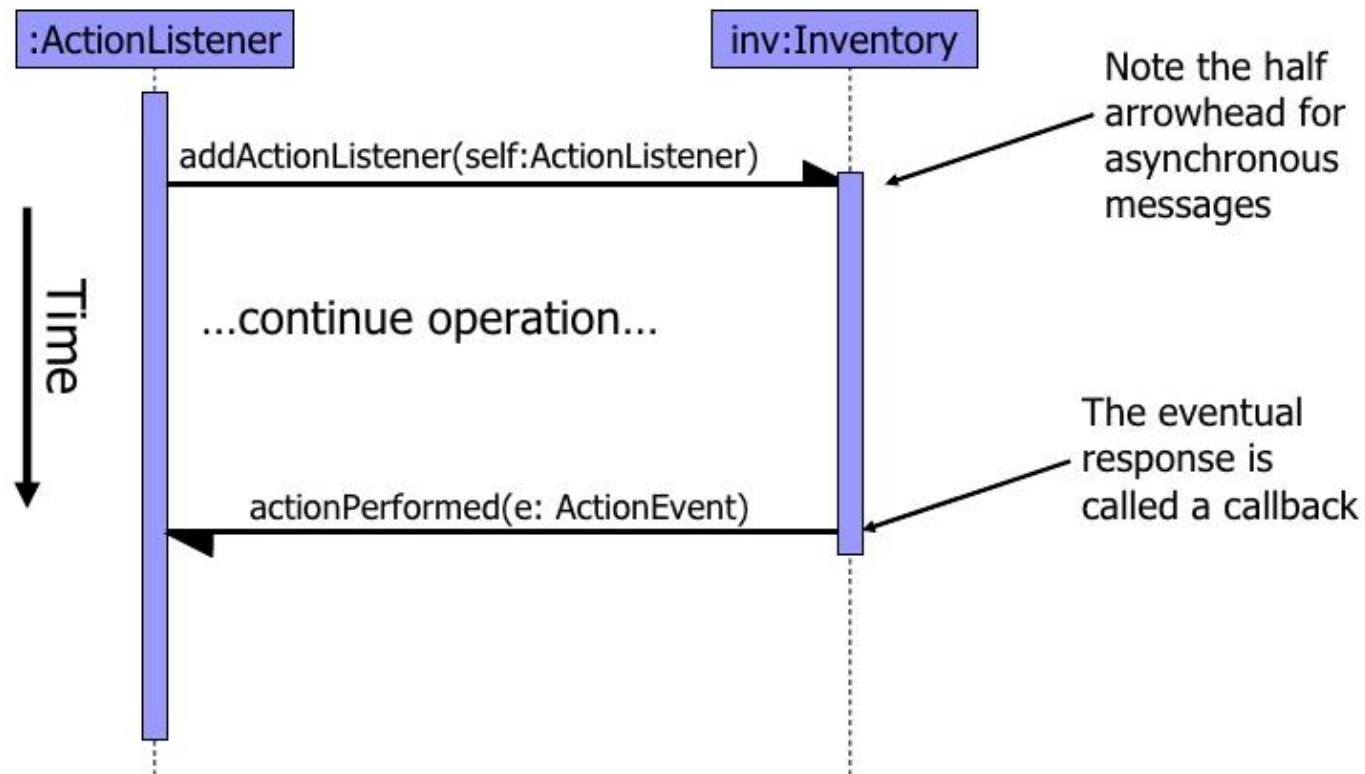 :ActionListener
inv:Inventory
Note the half
arrowhead for
asynchronous
messages
addActionListener(self:ActionListener)
Time
...continue operation...
The eventual
response is
called a callback
actionPerformed(e: ActionEvent)